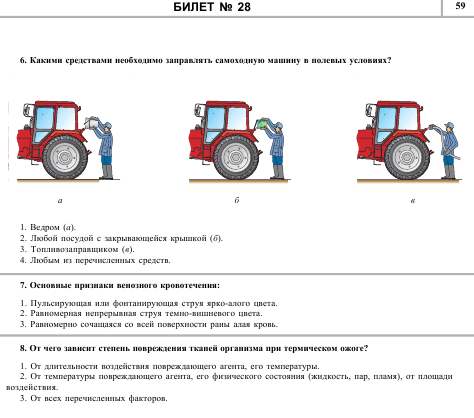 БИЛЕТ № 28
59
6. Какими средствами необходимо заправлять самоходную машину в полевых условиях?
а
б
в
1. Ведром (а).
2. Любой посудой с закрывающейся крышкой (б).
3. Топливозаправщиком (в).
4. Любым из перечисленных средств.
7. Основные признаки венозного кровотечения:
1. Пульсирующая или фонтанирующая струя ярко-алого цвета.
2. Равномерная непрерывная струя темно-вишневого цвета.
3. Равномерно сочащаяся со всей поверхности раны алая кровь.
8. От чего зависит степень повреждения тканей организма при термическом ожоге?
1. От длительности воздействия повреждающего агента, его температуры.
2. От температуры повреждающего агента, его физического состояния (жидкость, пар, пламя), от площади
воздействия.
3. От всех перечисленных факторов.